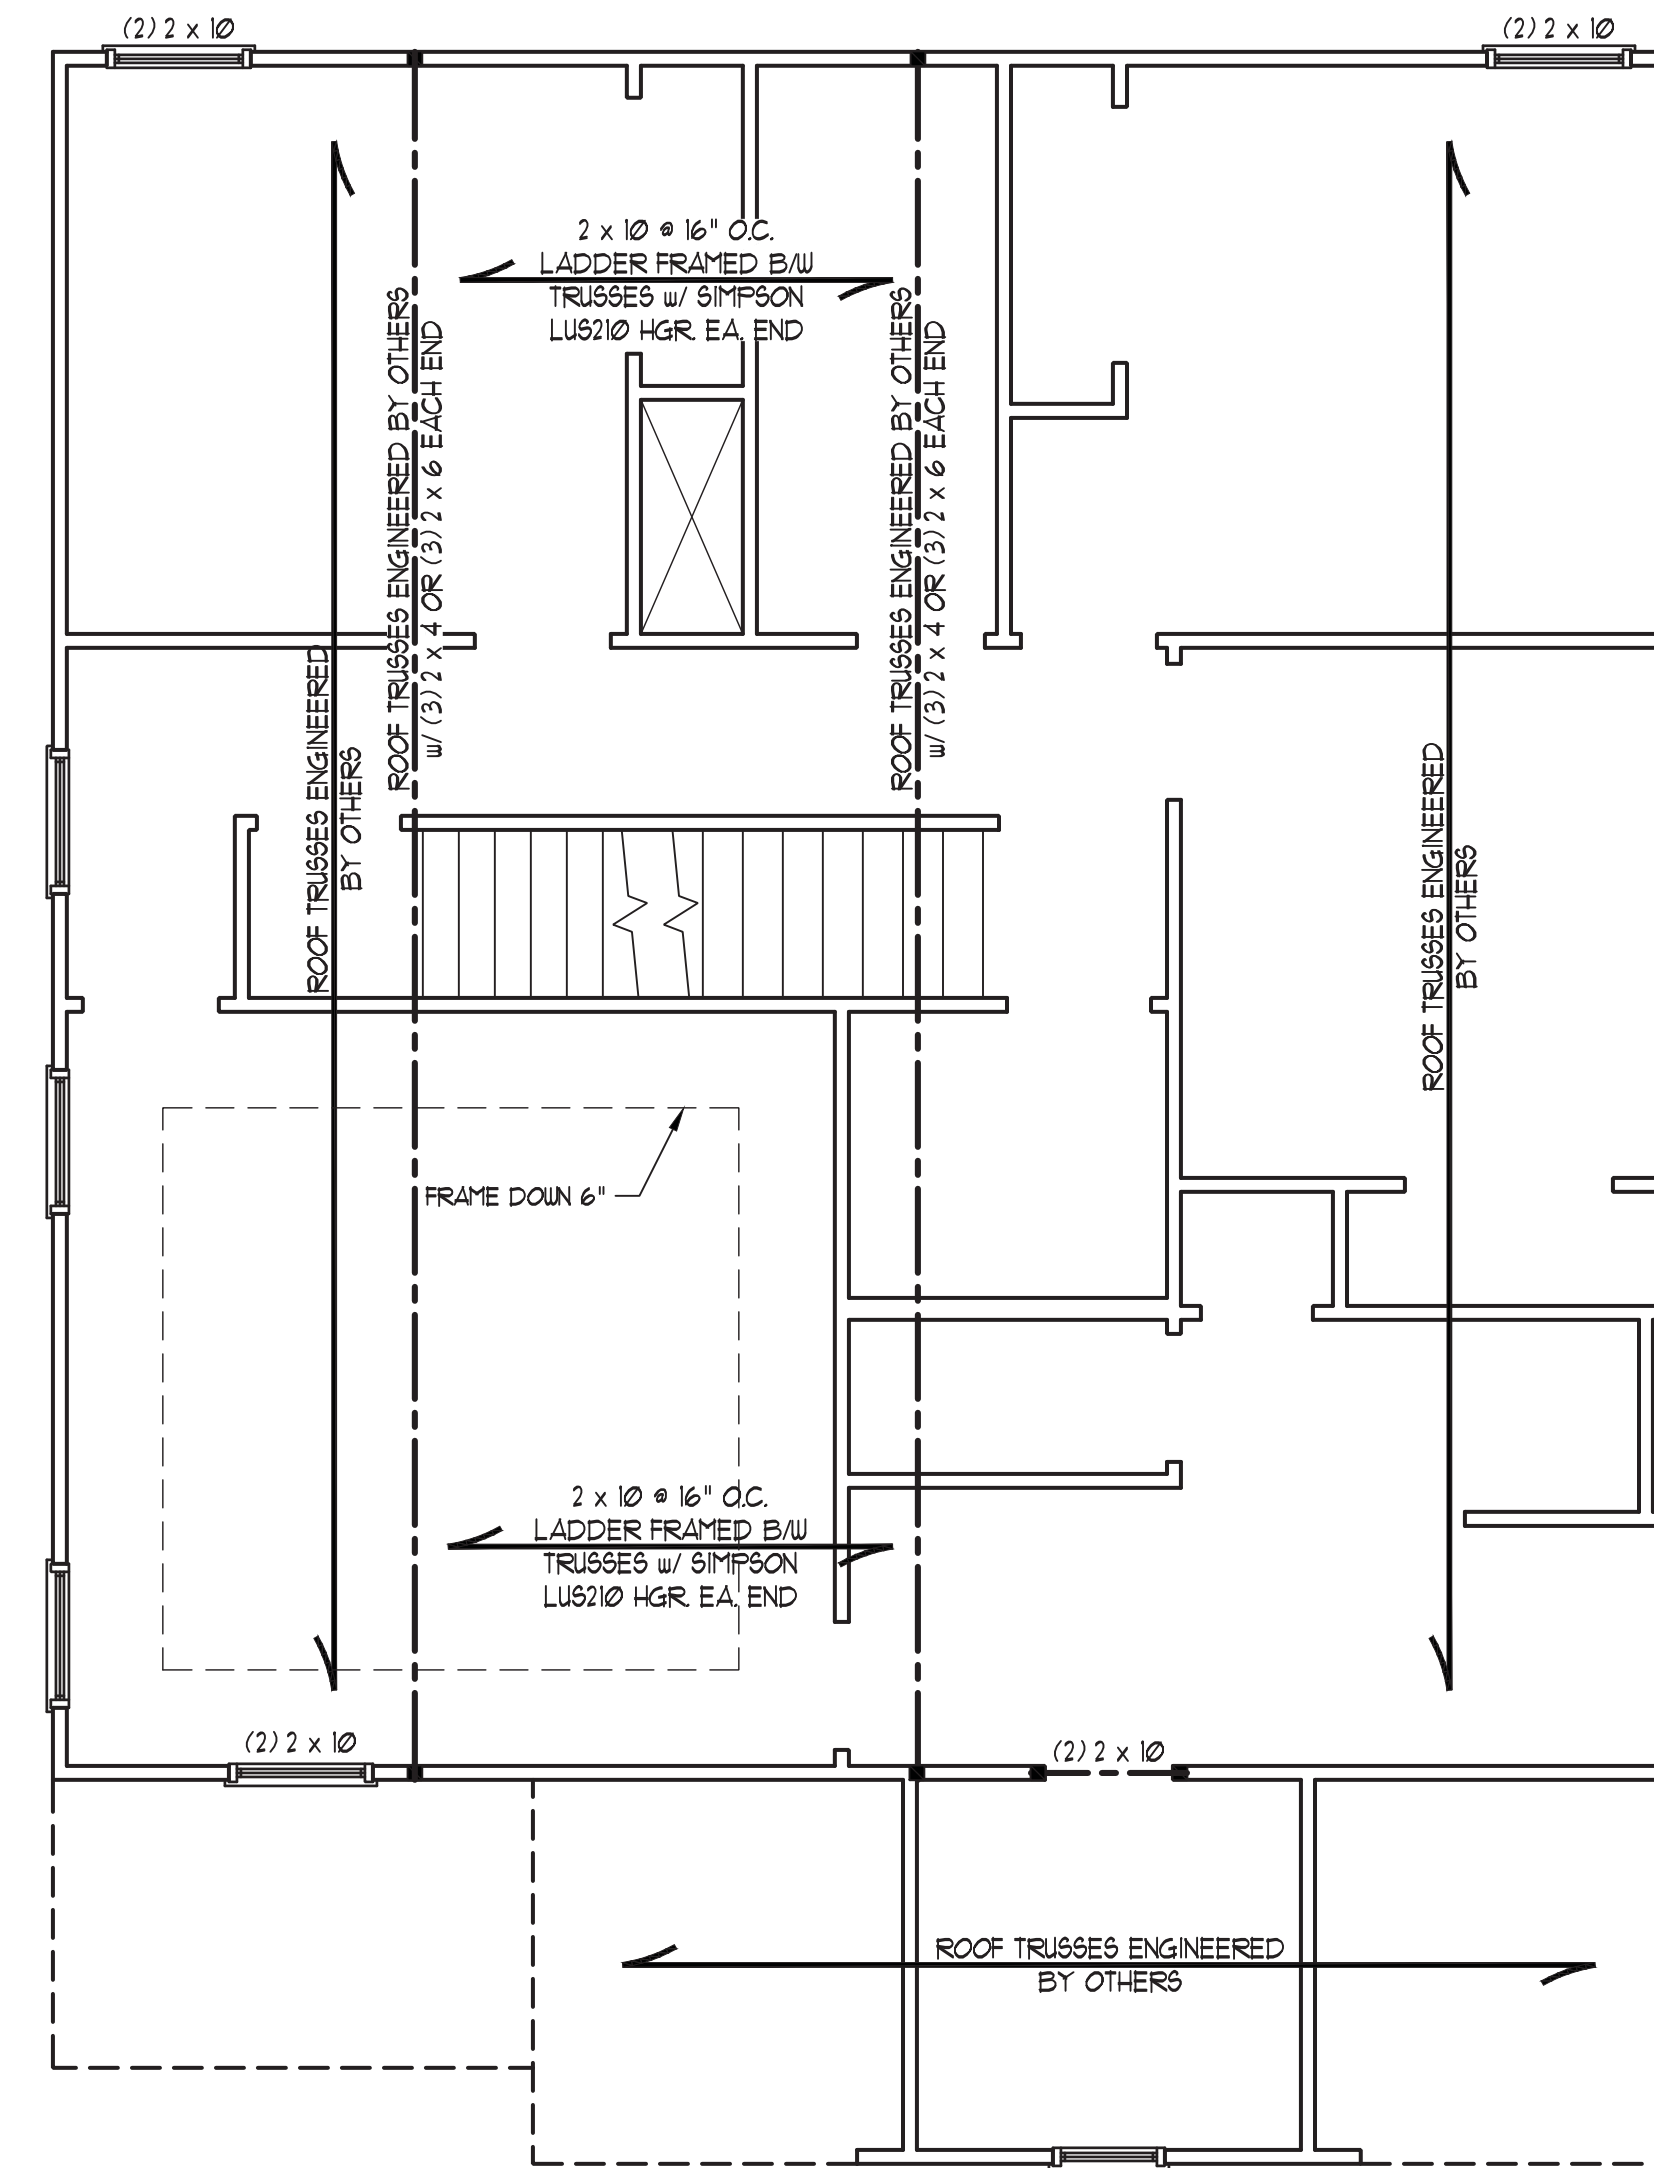 (2) 2 x 10
(2) 2 x 10
2 x 10 @ 16" O.C.
LADDER FRAMED B/W
TRUSSES w/ SIMPSON
LUS210 HGR. EA. END
ROOF TRUSSES ENGINEERED BY OTHERS
w/ (3) 2 x 4 OR (3) 2 x 6 EACH END
ROOF TRUSSES ENGINEERED BY OTHERS
w/ (3) 2 x 4 OR (3) 2 x 6 EACH END
ROOF TRUSSES ENGINEERED
BY OTHERS
ROOF TRUSSES ENGINEERED
BY OTHERS
FRAME DOWN 6"
2 x 10 @ 16" O.C.
LADDER FRAMED B/W
TRUSSES w/ SIMPSON
LUS210 HGR. EA. END
(2) 2 x 10
(2) 2 x 10
ROOF TRUSSES ENGINEERED
BY OTHERS